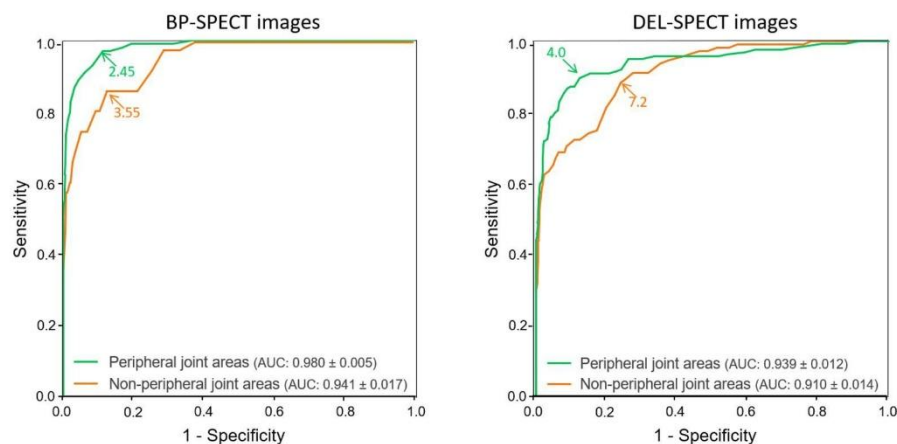 BP-SPECT images
1.0
0.8
0.6
0.4
0.2
0.0
Sensitivity
2.45
3.55
Peripheral joint areas (AUC: 0.980 ± 0.005)
Non-peripheral joint areas (AUC: 0.941 ± 0.017)
0.0 0.2 0.4 0.6 0.8 1.0
1 - Specificity
DEL-SPECT images
1.0
0.8
0.6
0.4
0.2
0.0
Sensitivity
4.0
7.2
Peripheral joint areas (AUC: 0.939 ± 0.012)
Non-peripheral joint areas (AUC: 0.910 ± 0.014)
0.0 0.2 0.4 0.6 0.8 1.0
1 - Specificity